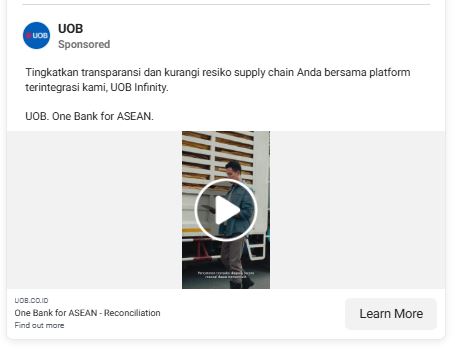 UOB
UOB
Sponsored
Tingkatkan transparansi dan kurangi resiko supply chain Anda bersama platform
terintegrasi kami, UOB Infinity.
UOB. One Bank for ASEAN.
UOB.CO.ID
One Bank for ASEAN - Reconciliation
Find out more
Learn More